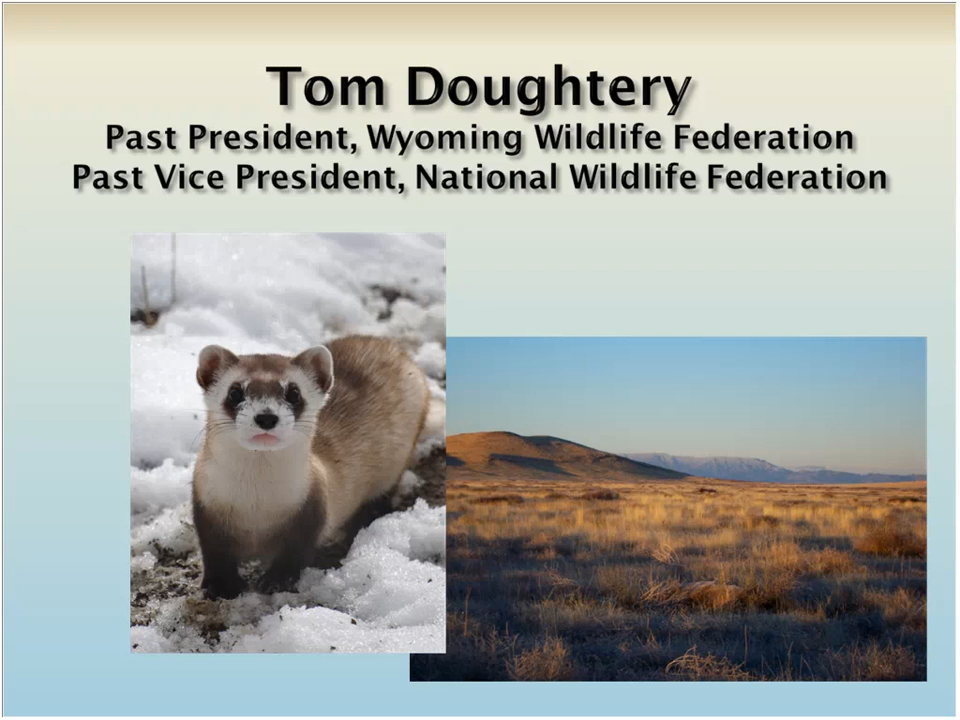 Tom Doughtery
Past President, Wyoming Wildlife Federation
Past Vice President, National Wildlife Federation